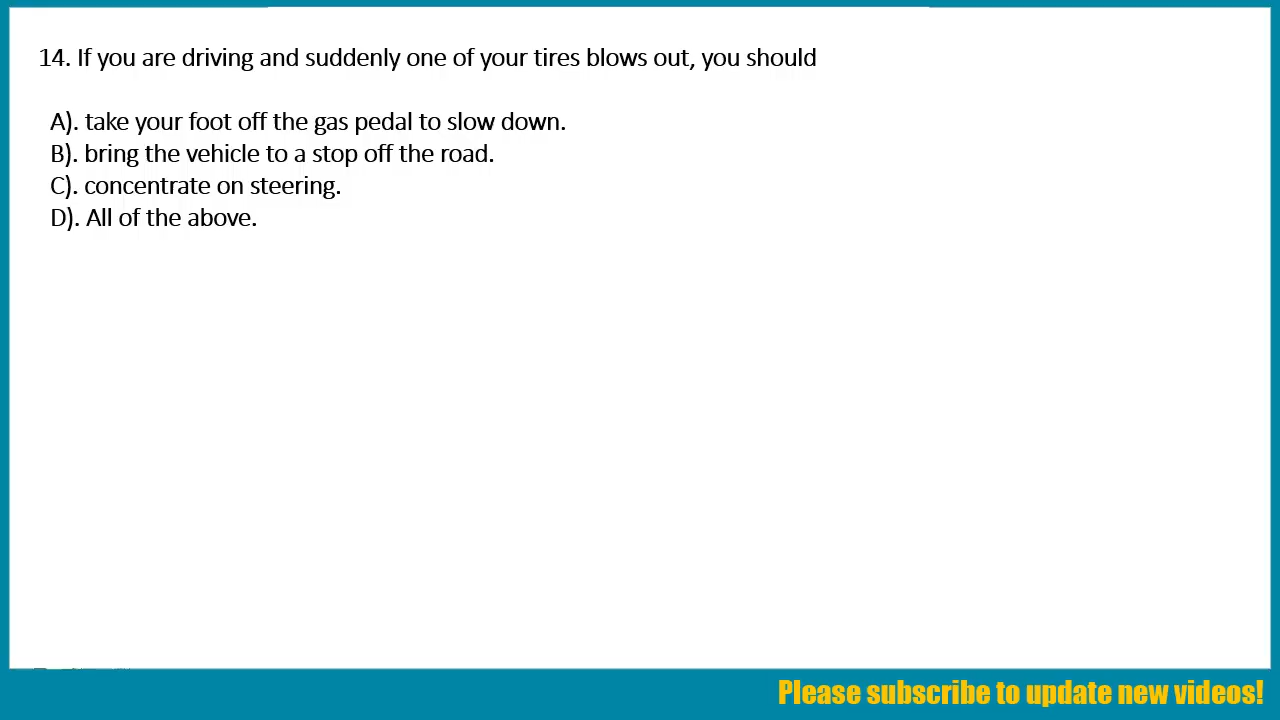 14. If you are driving and suddenly one of your tires blows out, you should
A). take your foot off the gas pedal to slow down.
B). bring the vehicle to a stop off the road.
C). concentrate on steering.
D). All of the above.
Please subscribe to update new videos!